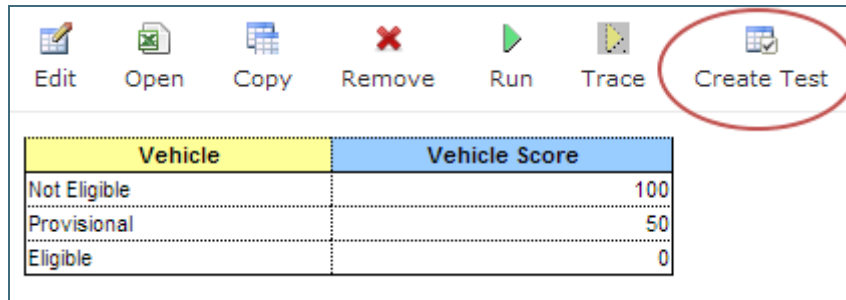 Edit Open Copy Remove Run Trace Create Test
Vehicle Vehicle Score
Not Eligible 100
Provisional 50
Eligible 0